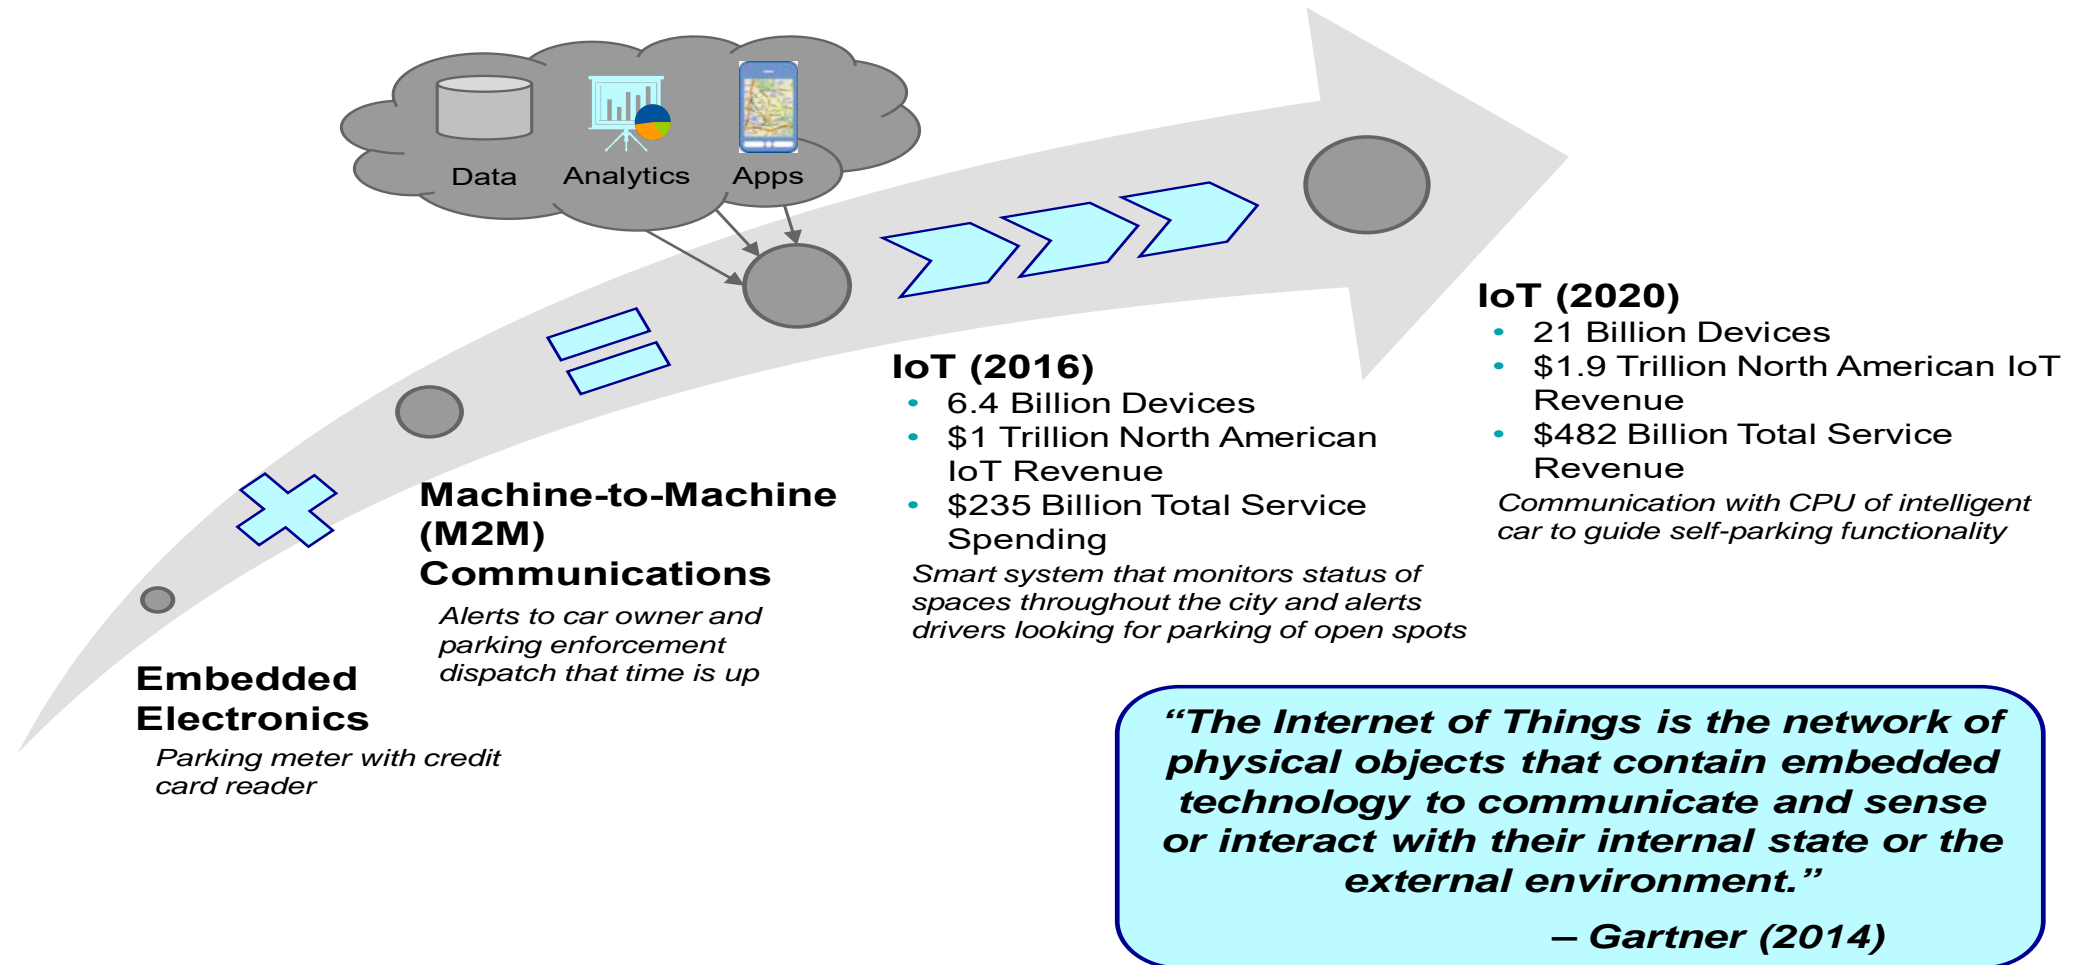 Data
Analytics
Apps
Embedded
Electronics
Parking meter with credit
card reader
Machine-to-Machine
(M2M)
Communications
Alerts to car owner and
parking enforcement
dispatch that time is up
IoT (2016)
• 6.4 Billion Devices
• $1 Trillion North American
IoT Revenue
• $235 Billion Total Service
Spending
Smart system that monitors status of
spaces throughout the city and alerts
drivers looking for parking of open spots
IoT (2020)
• 21 Billion Devices
• $1.9 Trillion North American IoT
Revenue
• $482 Billion Total Service
Revenue
Communication with CPU of intelligent
car to guide self-parking functionality
“The Internet of Things is the network of
physical objects that contain embedded
technology to communicate and sense
or interact with their internal state or the
external environment.”
– Gartner (2014)